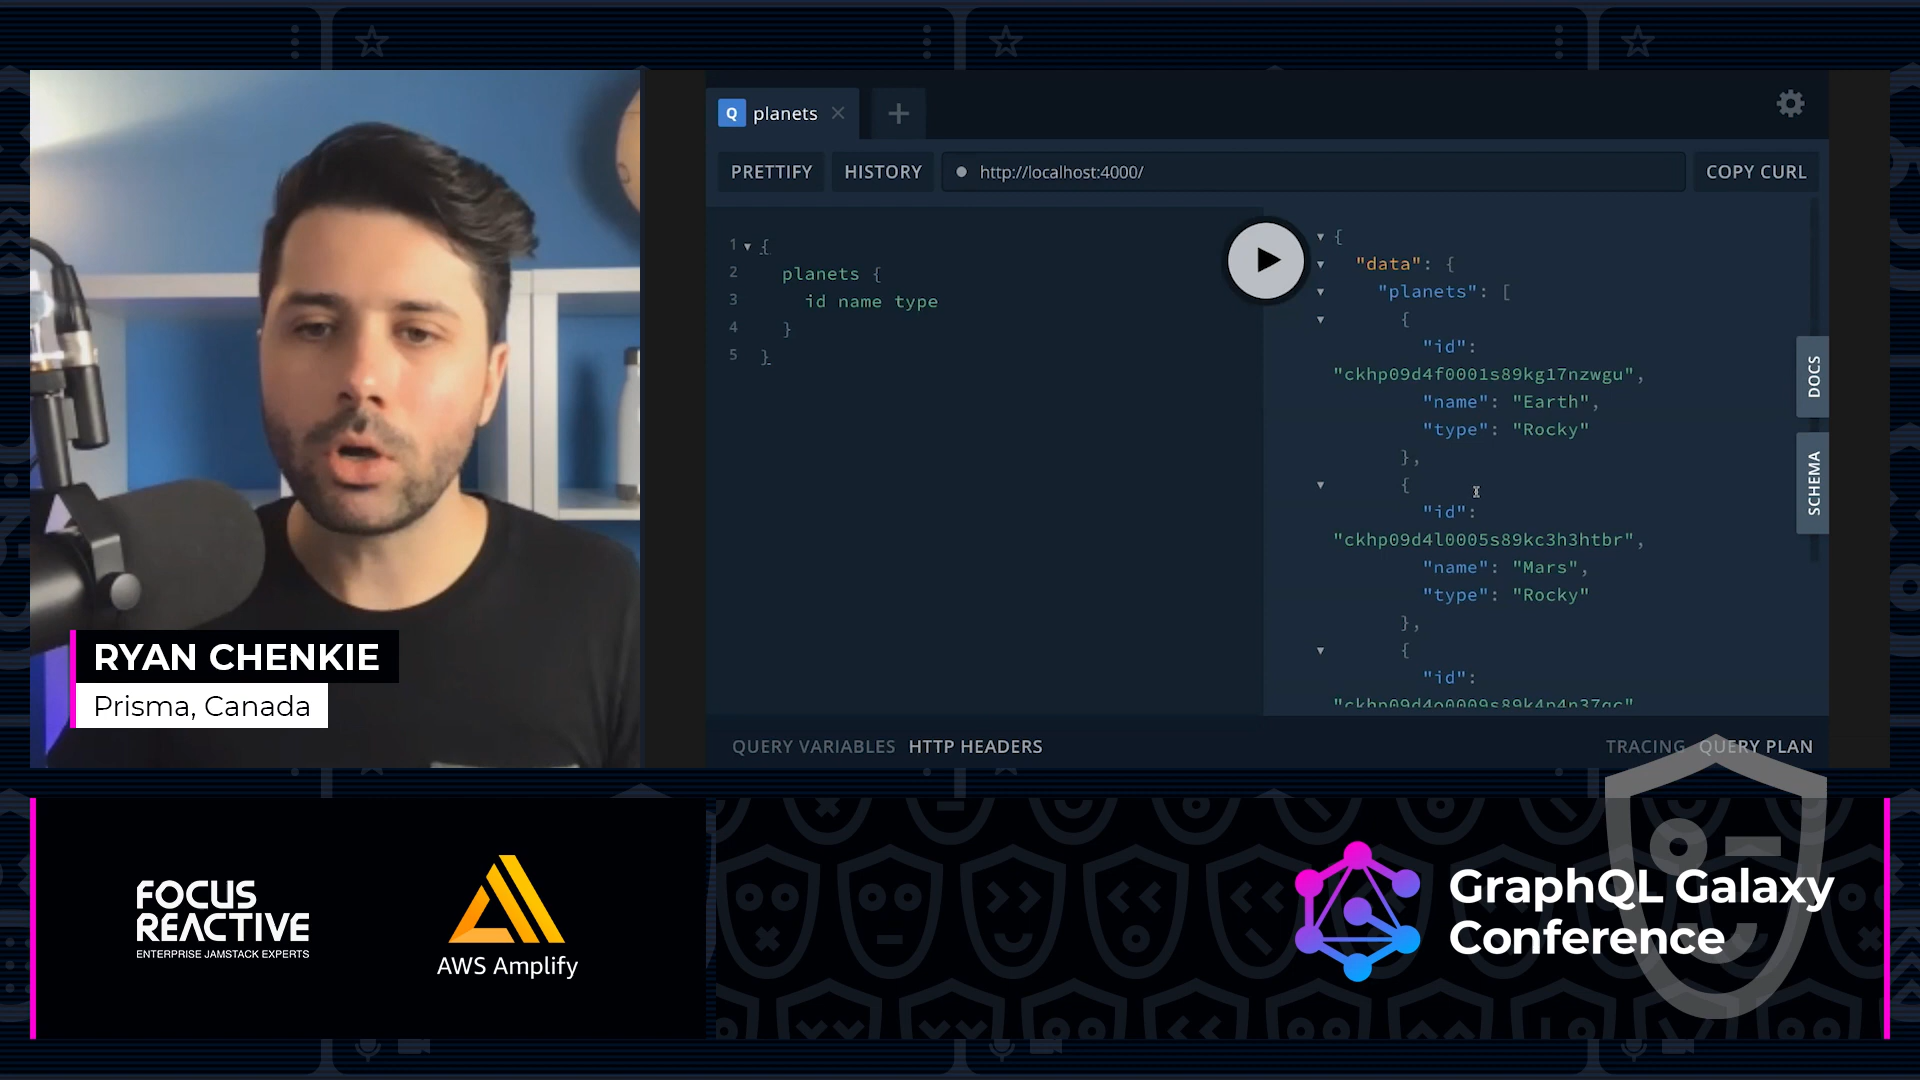 RYAN CHENKIE
Prisma, Canada
Q planets
PRETTIFY HISTORY http://localhost:4000/ COPY CURL
1 {
2 planets {
3 id name type
4 }
5 }
{
"data": {
"planets": [
{
"id":
"ckhp09d4f0001s89kg17nzwgu",
"name": "Earth",
"type": "Rocky"
},
{
"id":
"ckhp09d4l0005s89kc3h3htbr",
"name": "Mars",
"type": "Rocky"
},
{
"id":
DOCS
SCHEMA
QUERY VARIABLES HTTP HEADERS TRACING QUERY PLAN
FOCUS
REACTIVE
ENTERPRISE JAMSTACK EXPERTS
AWS Amplify
GraphQL Galaxy
Conference